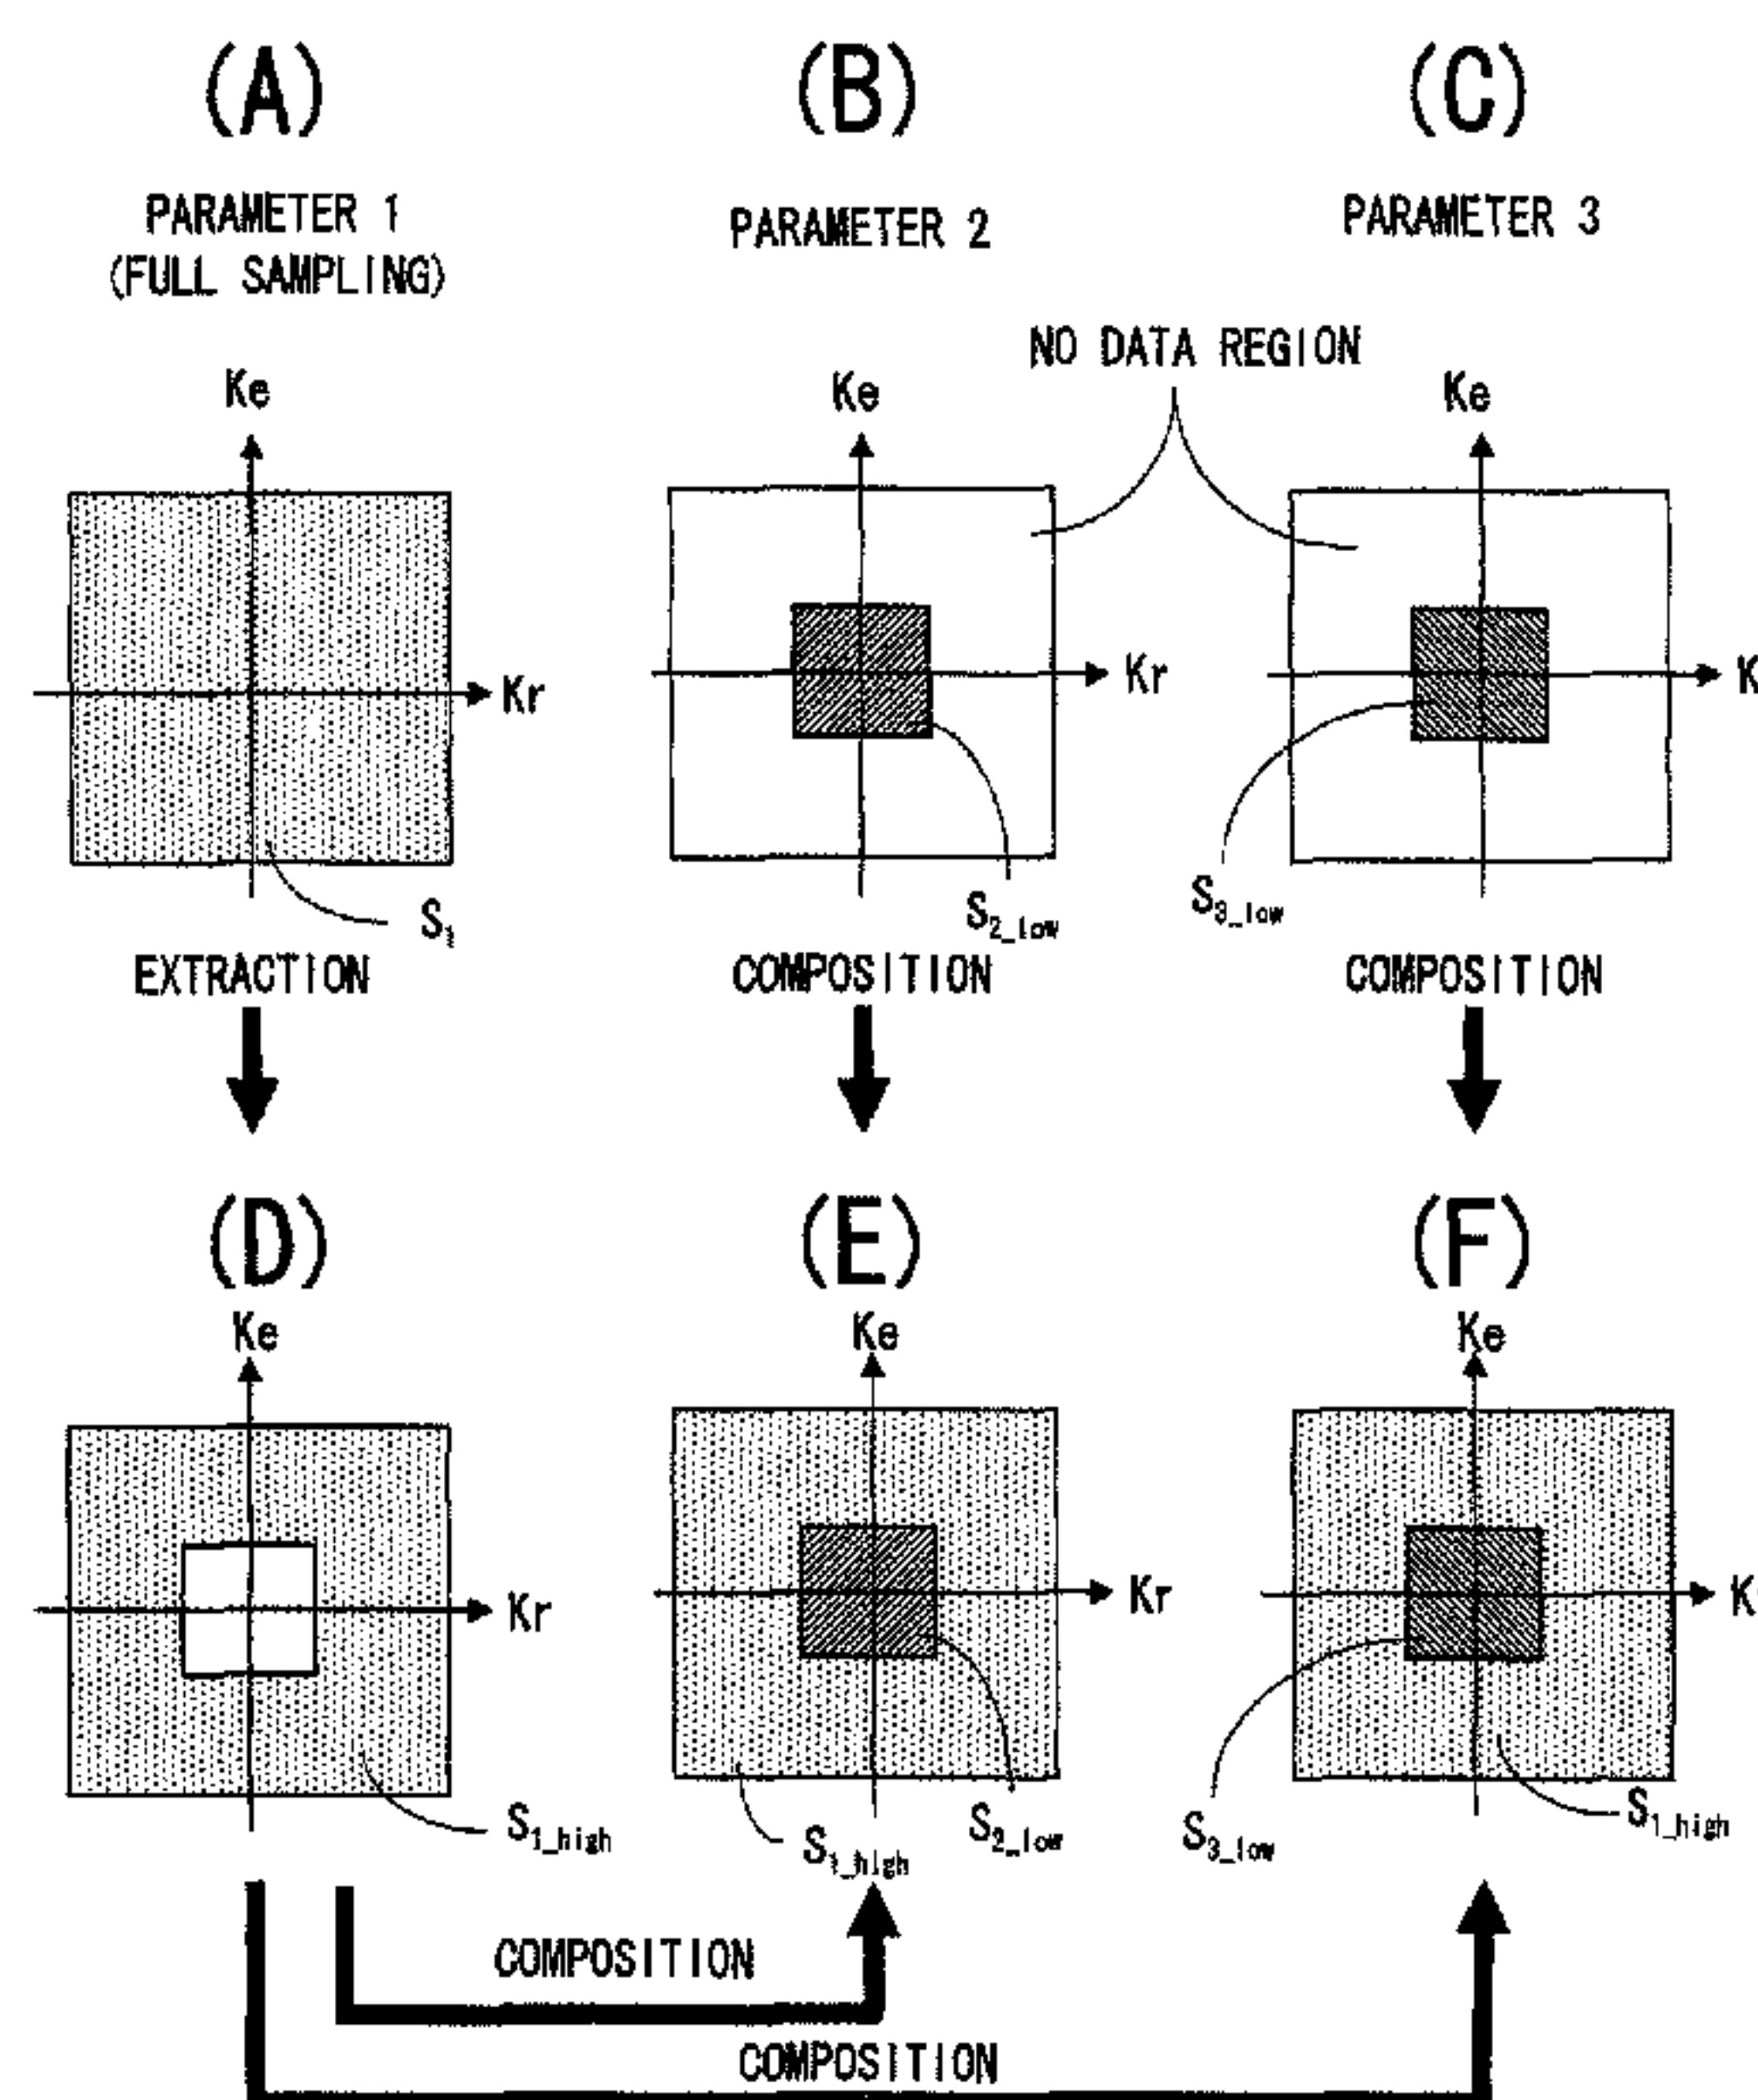 (A)
(B)
(C)
PARAMETER 1
(FULL SAMPLING)
PARAMETER 2
PARAMETER 3
NO DATA REGION
Ke
Ke
Ke
Kr
Kr
K
S1
S2_low
S3_low
EXTRACTION
COMPOSITION
COMPOSITION
(D)
(E)
(F)
Ke
Ke
Ke
Kr
Kr
K
S1_high
S1_high
S2_low
S3_low
S1_high
COMPOSITION
COMPOSITION